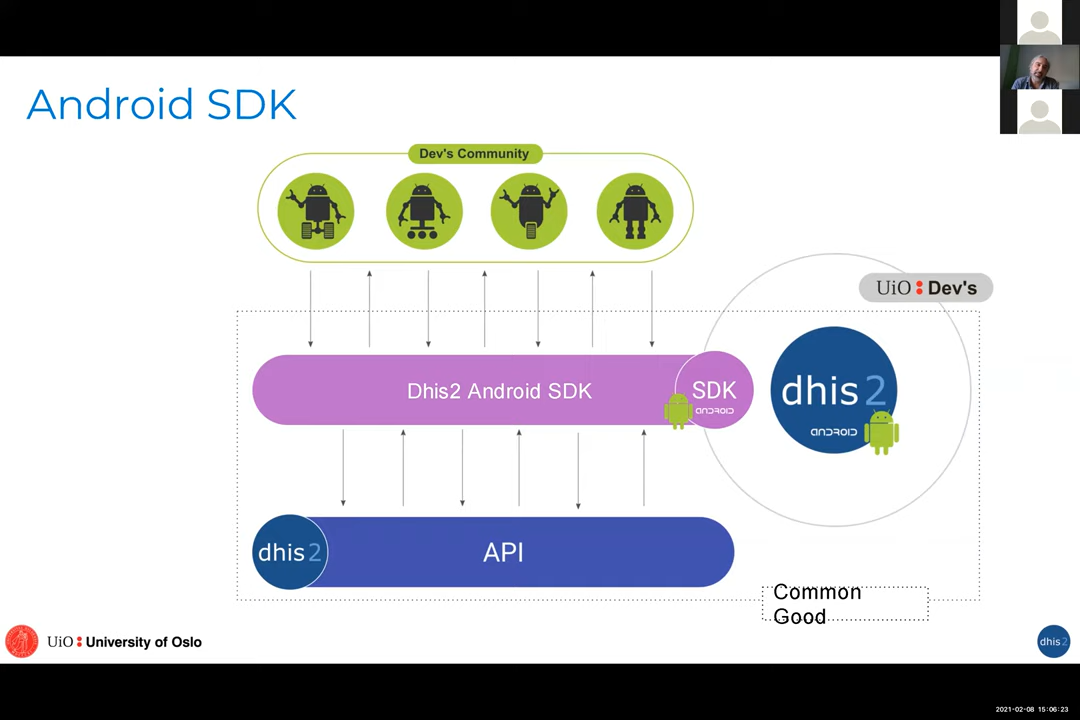 Android SDK
Dev's Community
UiO : Dev's
Dhis2 Android SDK
SDK
ANDROID
dhis2
ANDROID
dhis2
API
Common
Good
UiO : University of Oslo
dhis2
2021-02-08 15:06:23